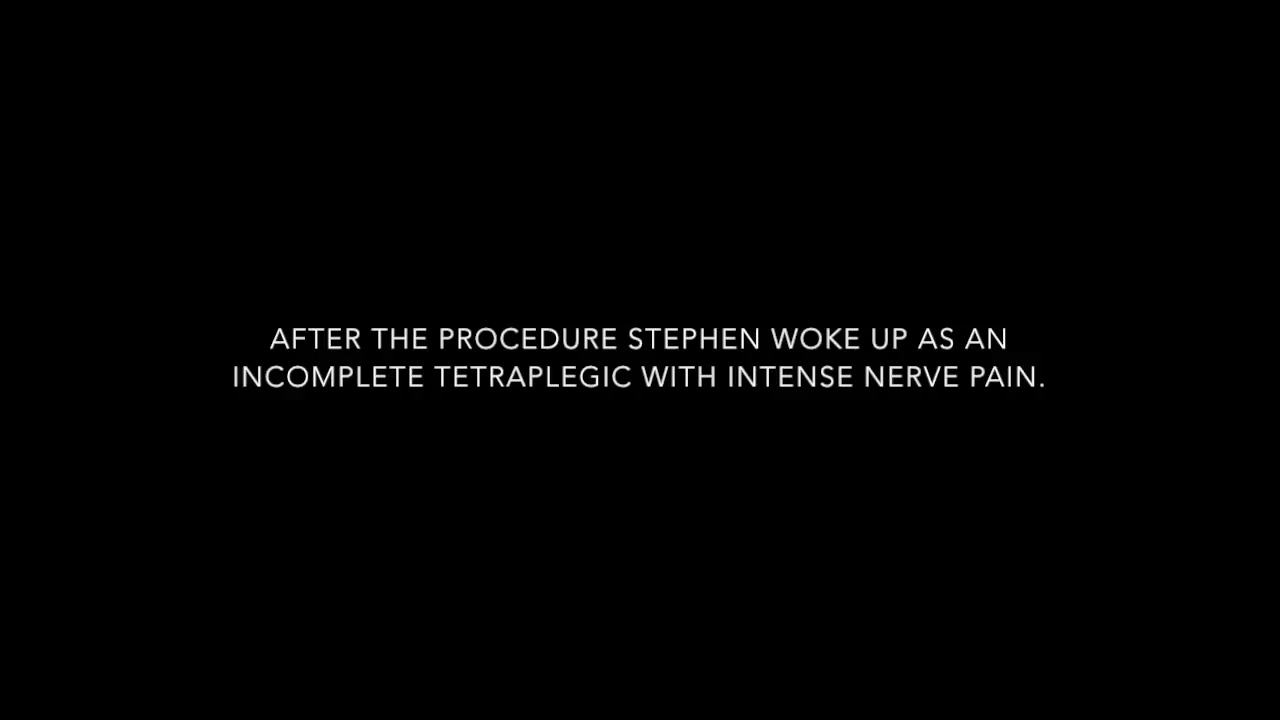 AFTER THE PROCEDURE STEPHEN WOKE UP AS AN
INCOMPLETE TETRAPLEGIC WITH INTENSE NERVE PAIN.